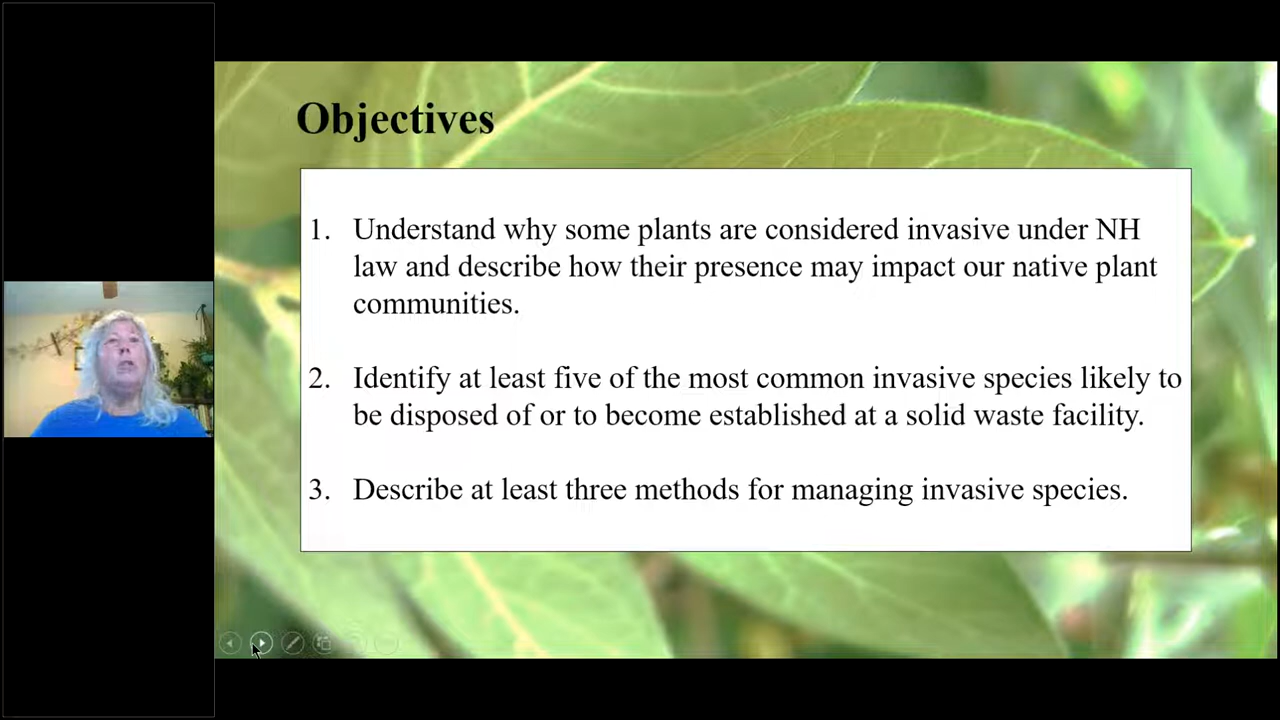 Objectives
1. Understand why some plants are considered invasive under NH
law and describe how their presence may impact our native plant
communities.
2. Identify at least five of the most common invasive species likely to
be disposed of or to become established at a solid waste facility.
3. Describe at least three methods for managing invasive species.